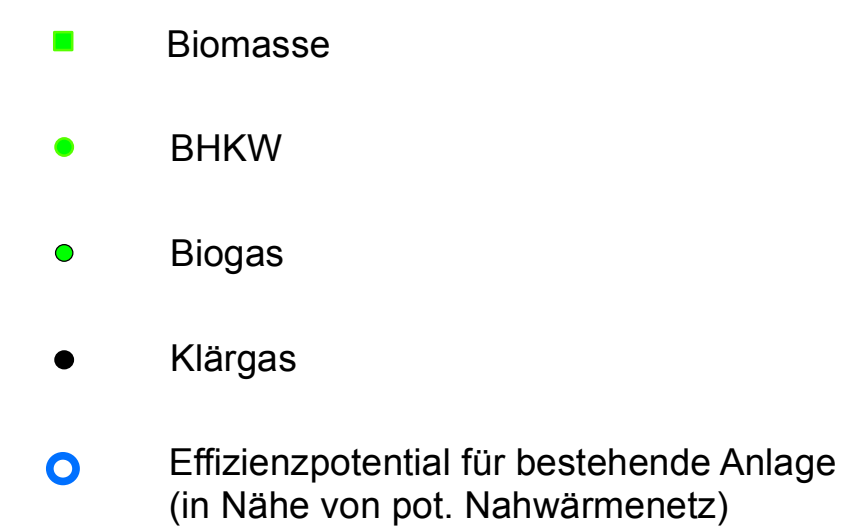 Biomasse
BHKW
Biogas
Klärgas
Effizienzpotential für bestehende Anlage
(in Nähe von pot. Nahwärmenetz)